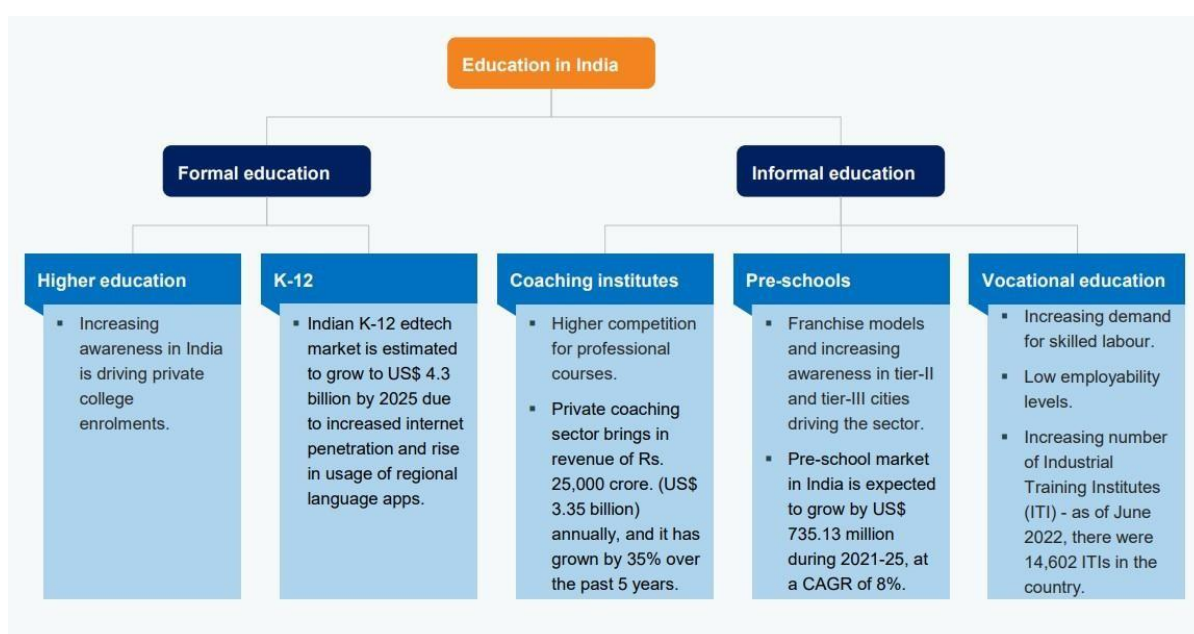 Education in India
Formal education
Informal education
Higher education
▪ Increasing
awareness in India
is driving private
college
enrolments.
K-12
▪ Indian K-12 edtech
market is estimated
to grow to US$ 4.3
billion by 2025 due
to increased internet
penetration and rise
in usage of regional
language apps.
Coaching institutes
▪ Higher competition
for professional
courses.
▪ Private coaching
sector brings in
revenue of Rs.
25,000 crore. (US$
3.35 billion)
annually, and it has
grown by 35% over
the past 5 years.
Pre-schools
▪ Franchise models
and increasing
awareness in tier-II
and tier-III cities
driving the sector.
▪ Pre-school market
in India is expected
to grow by US$
735.13 million
during 2021-25, at
a CAGR of 8%.
Vocational education
▪ Increasing demand
for skilled labour.
▪ Low employability
levels.
▪ Increasing number
of Industrial
Training Institutes
(ITI) - as of June
2022, there were
14,602 ITIs in the
country.